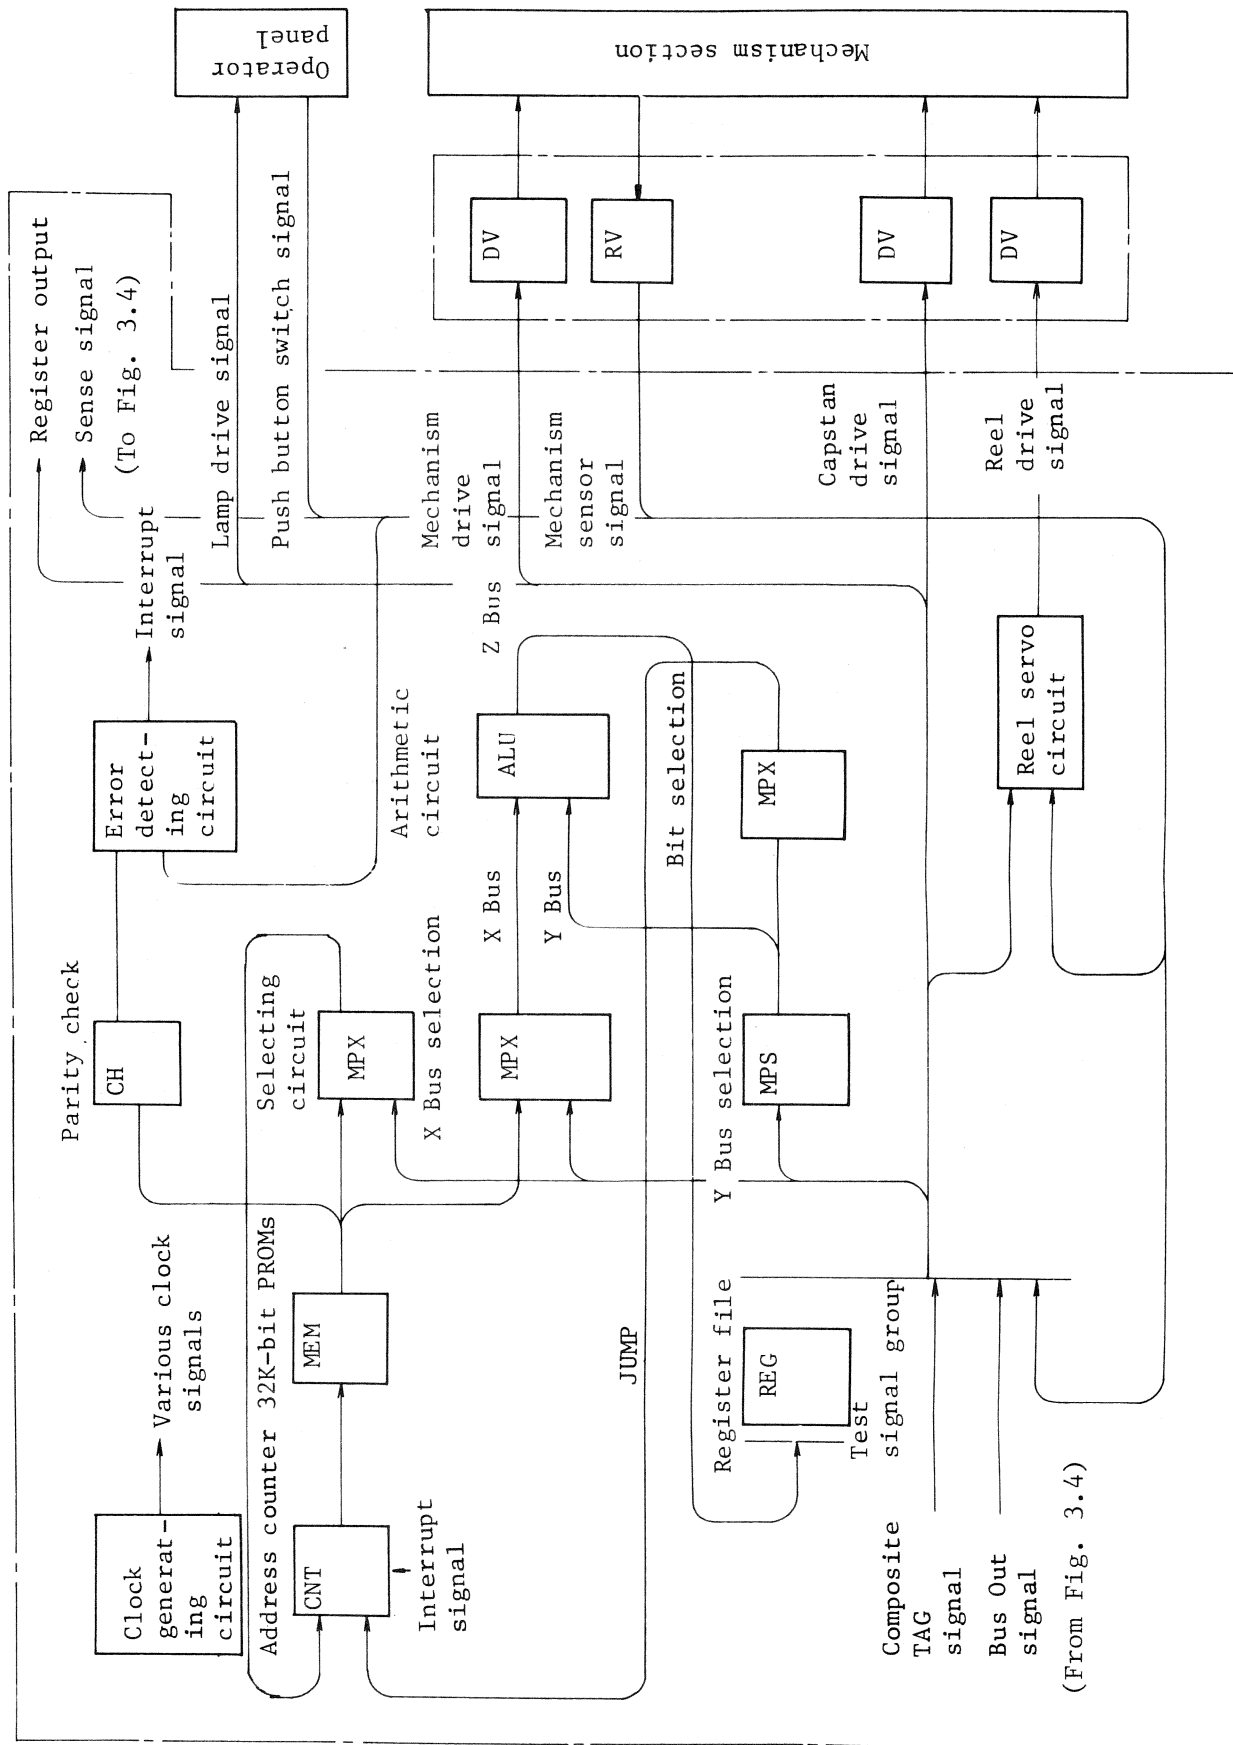 Clock
generat-
ing
circuit
Various clock
signals
Parity check
CH
Error
detect-
ing
circuit
Interrupt
signal
Register output
Sense signal
(To Fig. 3.4)
Operator
panel
Lamp drive signal
Push button switch signal
Address counter
32K-bit PROMs
CNT
MEM
Interrupt
signal
Selecting
circuit
MPX
X Bus selection
MPX
X Bus
Y Bus
Arithmetic
circuit
ALU
Z Bus
Mechanism
drive
signal
Mechanism
sensor
signal
DV
RV
Mechanism section
JUMP
Bit selection
Register file
REG
Test
signal group
Y Bus selection
MPS
MPX
Capstan
drive
signal
DV
Reel servo
circuit
Reel
drive
signal
DV
Composite
TAG
signal
Bus Out
signal
(From Fig. 3.4)